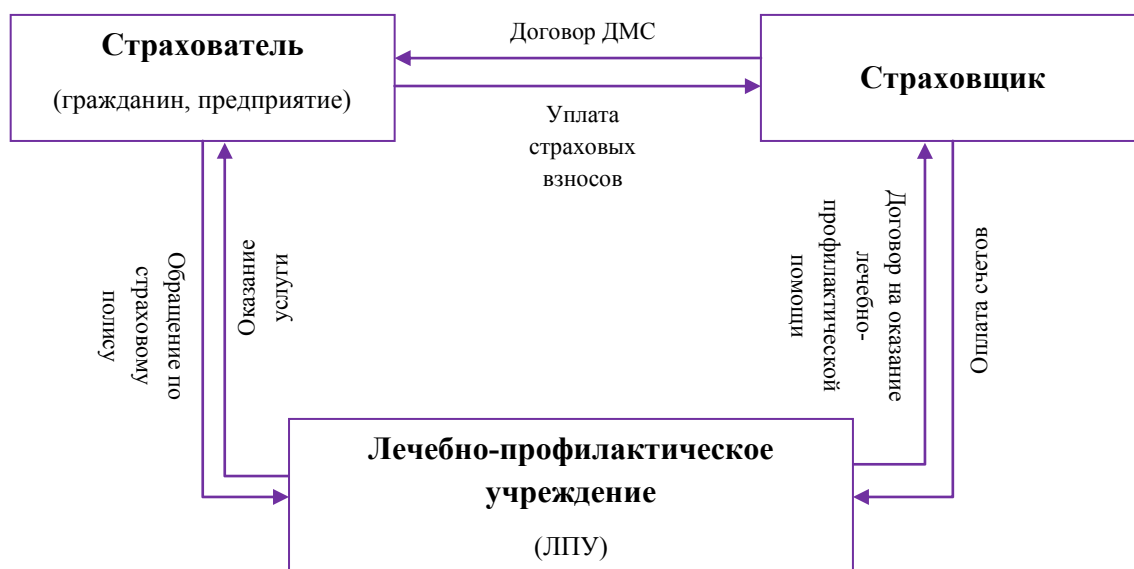 Страхователь
(гражданин, предприятие)
Договор ДМС
Уплата
страховых
взносов
Страховщик
Обращение по
страховому
полису
Оказание
услуги
Договор на оказание
лечебно-
профилактической
помощи
Оплата счетов
Лечебно-профилактическое
учреждение
(ЛПУ)